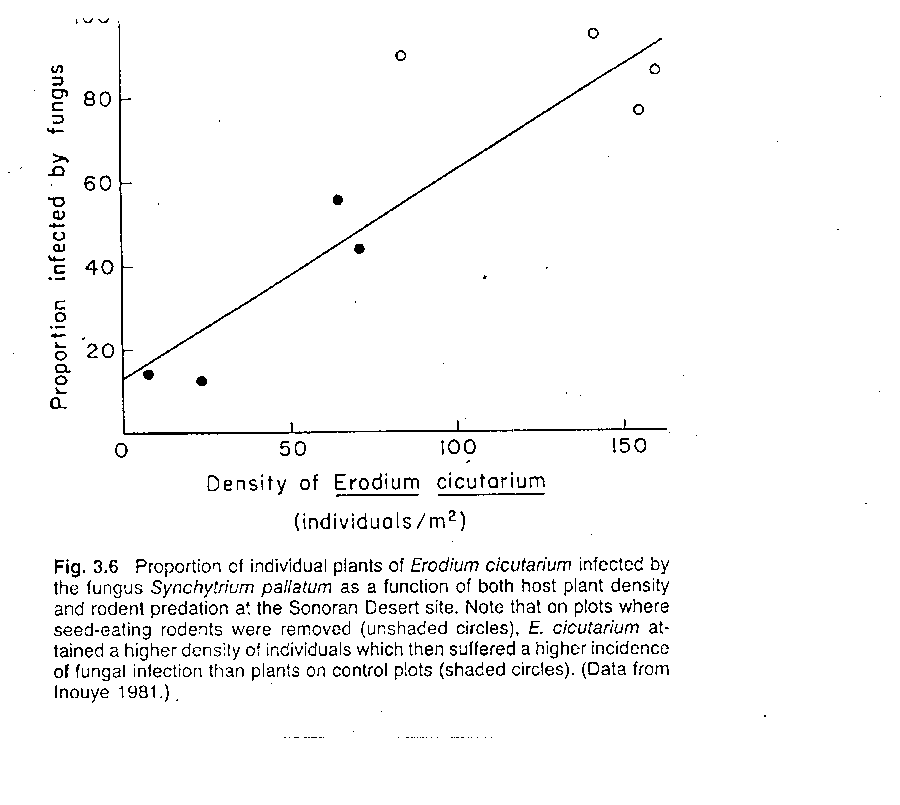 100
80
60
40
20
0
50
100
150
Proportion infected by fungus
Density of Erodium cicutarium
(individuals/m²)
Fig. 3.6 Proportion of individual plants of Erodium cicutarium infected by
the fungus Synchytrium pallatum as a function of both host plant density
and rodent predation at the Sonoran Desert site. Note that on plots where
seed-eating rodents were removed (unshaded circles), E. cicutarium at-
tained a higher density of individuals which then suffered a higher incidence
of fungal infection than plants on control plots (shaded circles). (Data from
Inouye 1981.)